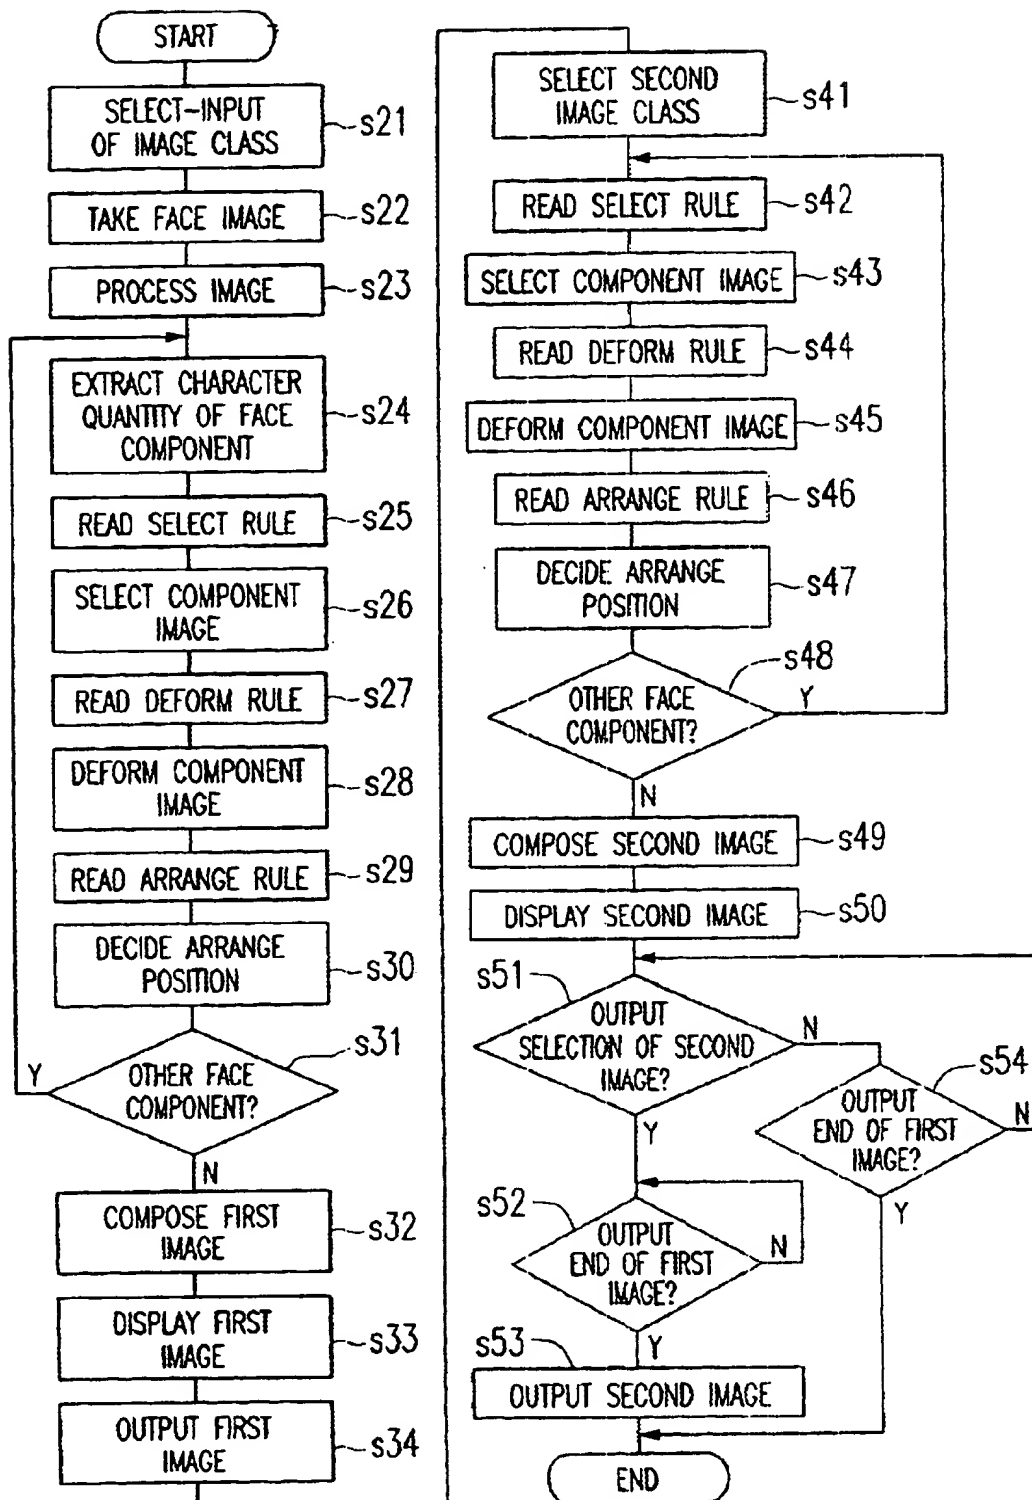 START
SELECT-INPUT
OF IMAGE CLASS
s21
TAKE FACE IMAGE
s22
PROCESS IMAGE
s23
EXTRACT CHARACTER
QUANTITY OF FACE
COMPONENT
s24
READ SELECT RULE
s25
SELECT COMPONENT
IMAGE
s26
READ DEFORM RULE
s27
DEFORM COMPONENT
IMAGE
s28
READ ARRANGE RULE
s29
DECIDE ARRANGE
POSITION
s30
s31
Y
OTHER FACE
COMPONENT?
N
COMPOSE FIRST
IMAGE
s32
DISPLAY FIRST
IMAGE
s33
OUTPUT FIRST
IMAGE
s34
SELECT SECOND
IMAGE CLASS
s41
READ SELECT RULE
s42
SELECT COMPONENT IMAGE
s43
READ DEFORM RULE
s44
DEFORM COMPONENT IMAGE
s45
READ ARRANGE RULE
s46
DECIDE ARRANGE
POSITION
s47
s48
OTHER FACE
COMPONENT?
Y
N
COMPOSE SECOND IMAGE
s49
DISPLAY SECOND IMAGE
s50
s51
OUTPUT
SELECTION OF SECOND
IMAGE?
N
Y
s54
OUTPUT
END OF FIRST
IMAGE?
N
Y
s52
OUTPUT
END OF FIRST
IMAGE?
N
Y
s53
OUTPUT SECOND IMAGE
END